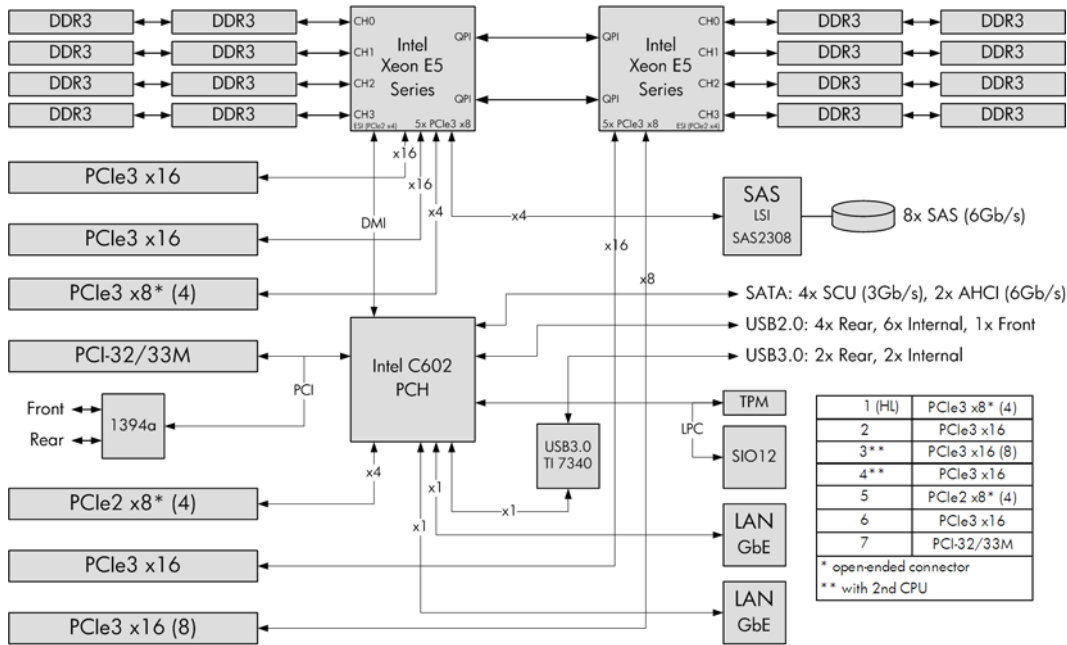 DDR3 DDR3 CH0 CH0 DDR3 DDR3
Intel
Xeon E5
Series
QPI QPI
Intel
Xeon E5
Series
DDR3 DDR3 CH1 CH1 DDR3 DDR3
DDR3 DDR3 CH2 CH2 DDR3 DDR3
QPI QPI
DDR3 DDR3 CH3 CH3 DDR3 DDR3
ESI (PCIe2 x4) 5x PCIe3 x8 5x PCIe3 x8 ESI (PCIe2 x4)
x16
PCIe3 x16
x16
x4
DMI
x4
SAS
LSI
SAS2308
8x SAS (6Gb/s)
PCIe3 x16
x16
x8
PCIe3 x8* (4)
SATA: 4x SCU (3Gb/s), 2x AHCI (6Gb/s)
USB2.0: 4x Rear, 6x Internal, 1x Front
PCI-32/33M
USB3.0: 2x Rear, 2x Internal
Intel C602
PCH
PCI
Front
Rear
1394a
TPM
LPC
SIO12
USB3.0
TI 7340
x4
x1
x1
x1
PCIe2 x8* (4)
LAN
GbE
PCIe3 x16
LAN
GbE
PCIe3 x16 (8)
1 (HL) PCIe3 x8* (4)
2 PCIe3 x16
3** PCIe3 x16 (8)
4** PCIe3 x16
5 PCIe2 x8* (4)
6 PCIe3 x16
7 PCI-32/33M
* open-ended connector
** with 2nd CPU